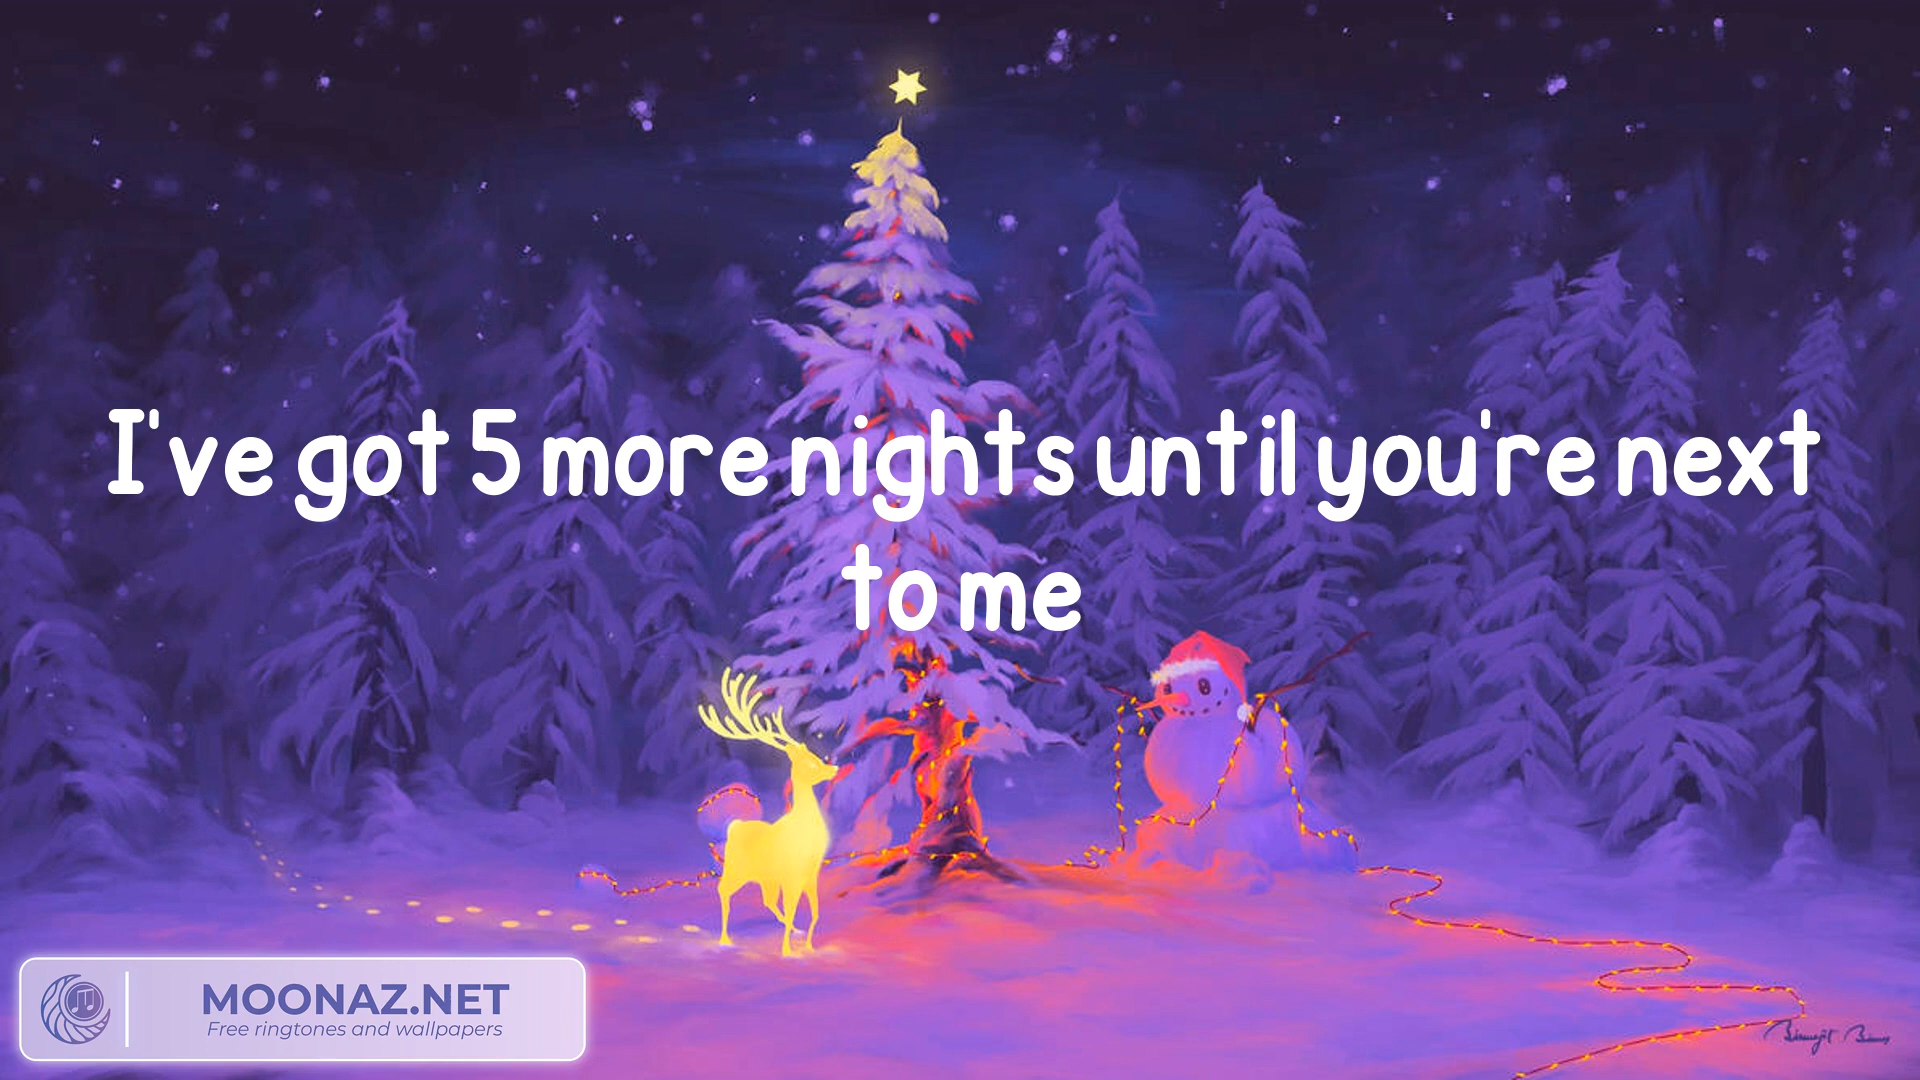 I've got 5 more nights until you're next
to me
MOONAZ.NET
Free ringtones and wallpapers